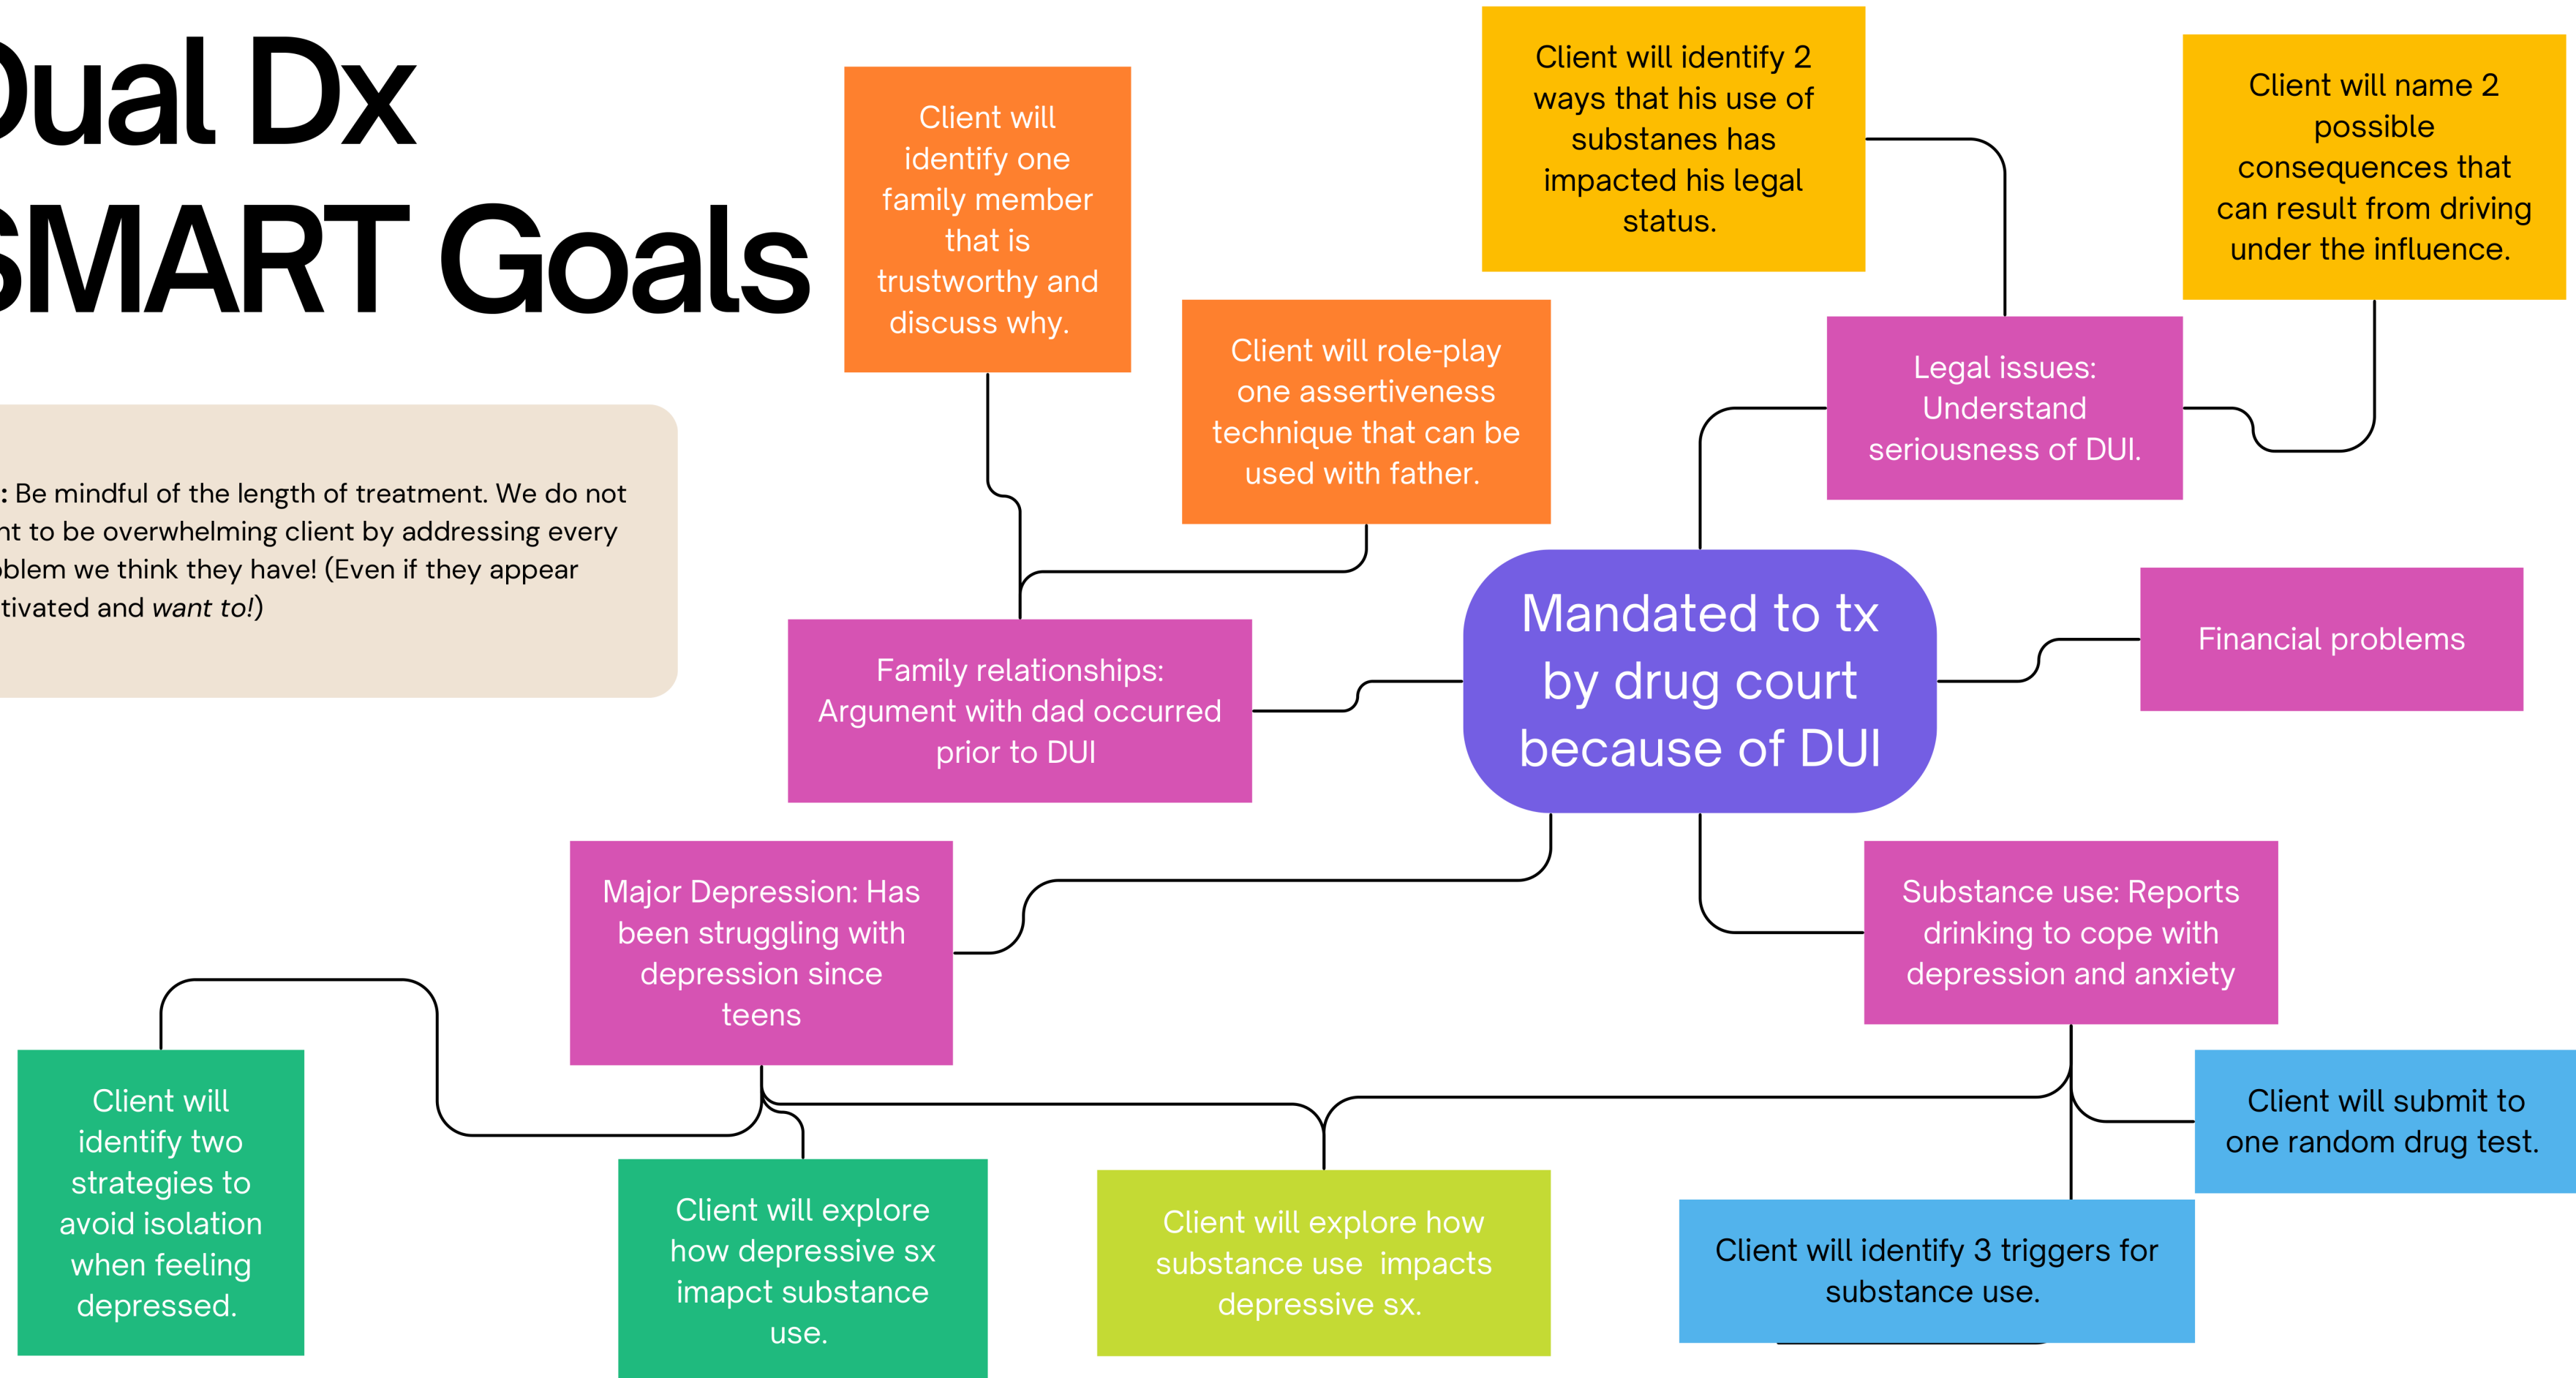 Dual Dx
SMART Goals
: Be mindful of the length of treatment. We do not
nt to be overwhelming client by addressing every
oblem we think they have! (Even if they appear
tivated and want to!)
Client will
identify one
family member
that is
trustworthy and
discuss why.
Client will role-play
one assertiveness
technique that can be
used with father.
Client will identify 2
ways that his use of
substanes has
impacted his legal
status.
Client will name 2
possible
consequences that
can result from driving
under the influence.
Legal issues:
Understand
seriousness of DUI.
Mandated to tx
by drug court
because of DUI
Financial problems
Family relationships:
Argument with dad occurred
prior to DUI
Major Depression: Has
been struggling with
depression since
teens
Substance use: Reports
drinking to cope with
depression and anxiety
Client will
identify two
strategies to
avoid isolation
when feeling
depressed.
Client will explore
how depressive sx
imapct substance
use.
Client will explore how
substance use  impacts
depressive sx.
Client will identify 3 triggers for
substance use.
Client will submit to
one random drug test.